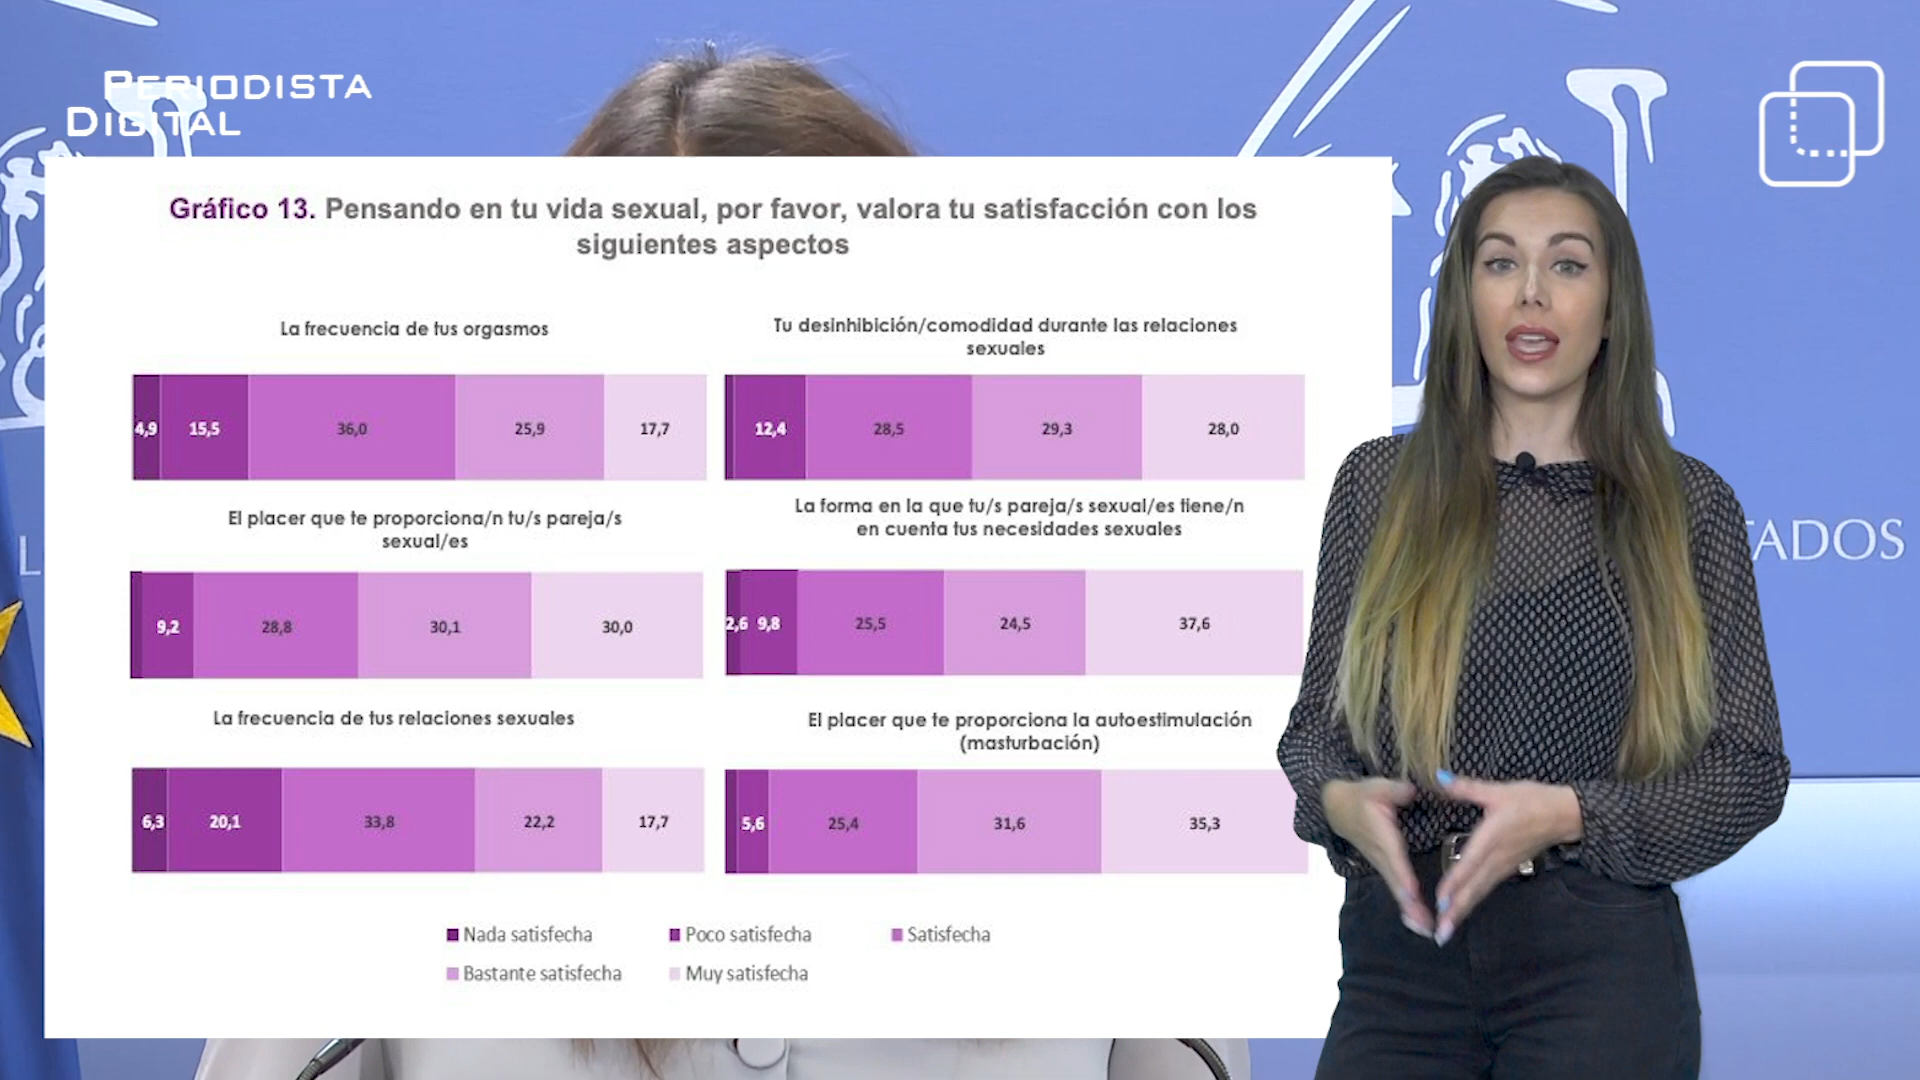 PERIODISTA
DIGITAL
Gráfico 13. Pensando en tu vida sexual, por favor, valora tu satisfacción con los
siguientes aspectos
La frecuencia de tus orgasmos
4,9 15,5 36,0 25,9 17,7
Tu desinhibición/comodidad durante las relaciones
sexuales
12,4 28,5 29,3 28,0
El placer que te proporciona/n tu/s pareja/s
sexual/es
9,2 28,8 30,1 30,0
La forma en la que tu/s pareja/s sexual/es tiene/n
en cuenta tus necesidades sexuales
2,6 9,8 25,5 24,5 37,6
La frecuencia de tus relaciones sexuales
6,3 20,1 33,8 22,2 17,7
El placer que te proporciona la autoestimulación
(masturbación)
5,6 25,4 31,6 35,3
Nada satisfecha Poco satisfecha Satisfecha
Bastante satisfecha Muy satisfecha
L
TADOS